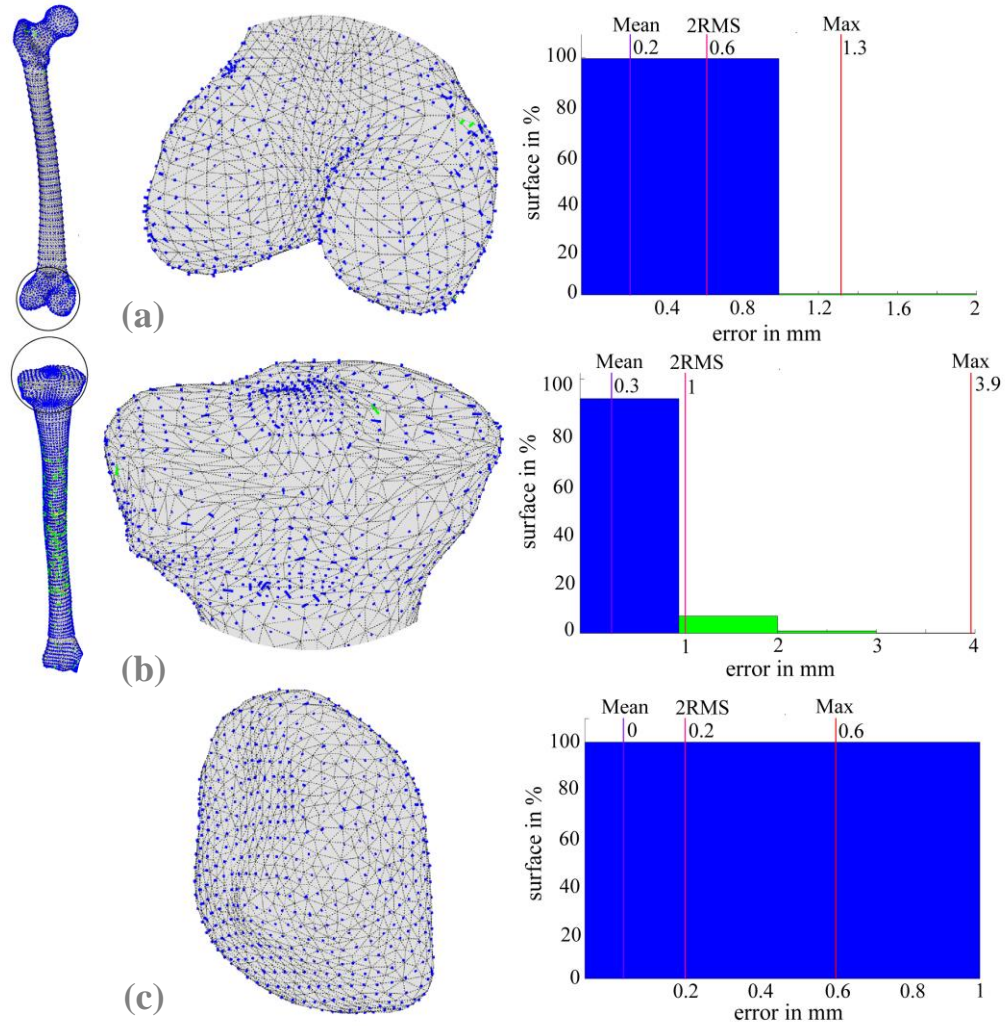 Mean 2RMS Max
0.2 0.6 1.3
100
80
60
40
20
0
surface in %
0.4 0.8 1.2 1.6 2
error in mm
(a)
Mean 2RMS Max
0.3 1 3.9
100
80
60
40
20
0
surface in %
1 2 3 4
error in mm
(b)
Mean 2RMS Max
0 0.2 0.6
100
80
60
40
20
0
surface in %
0.2 0.4 0.6 0.8 1
error in mm
(c)